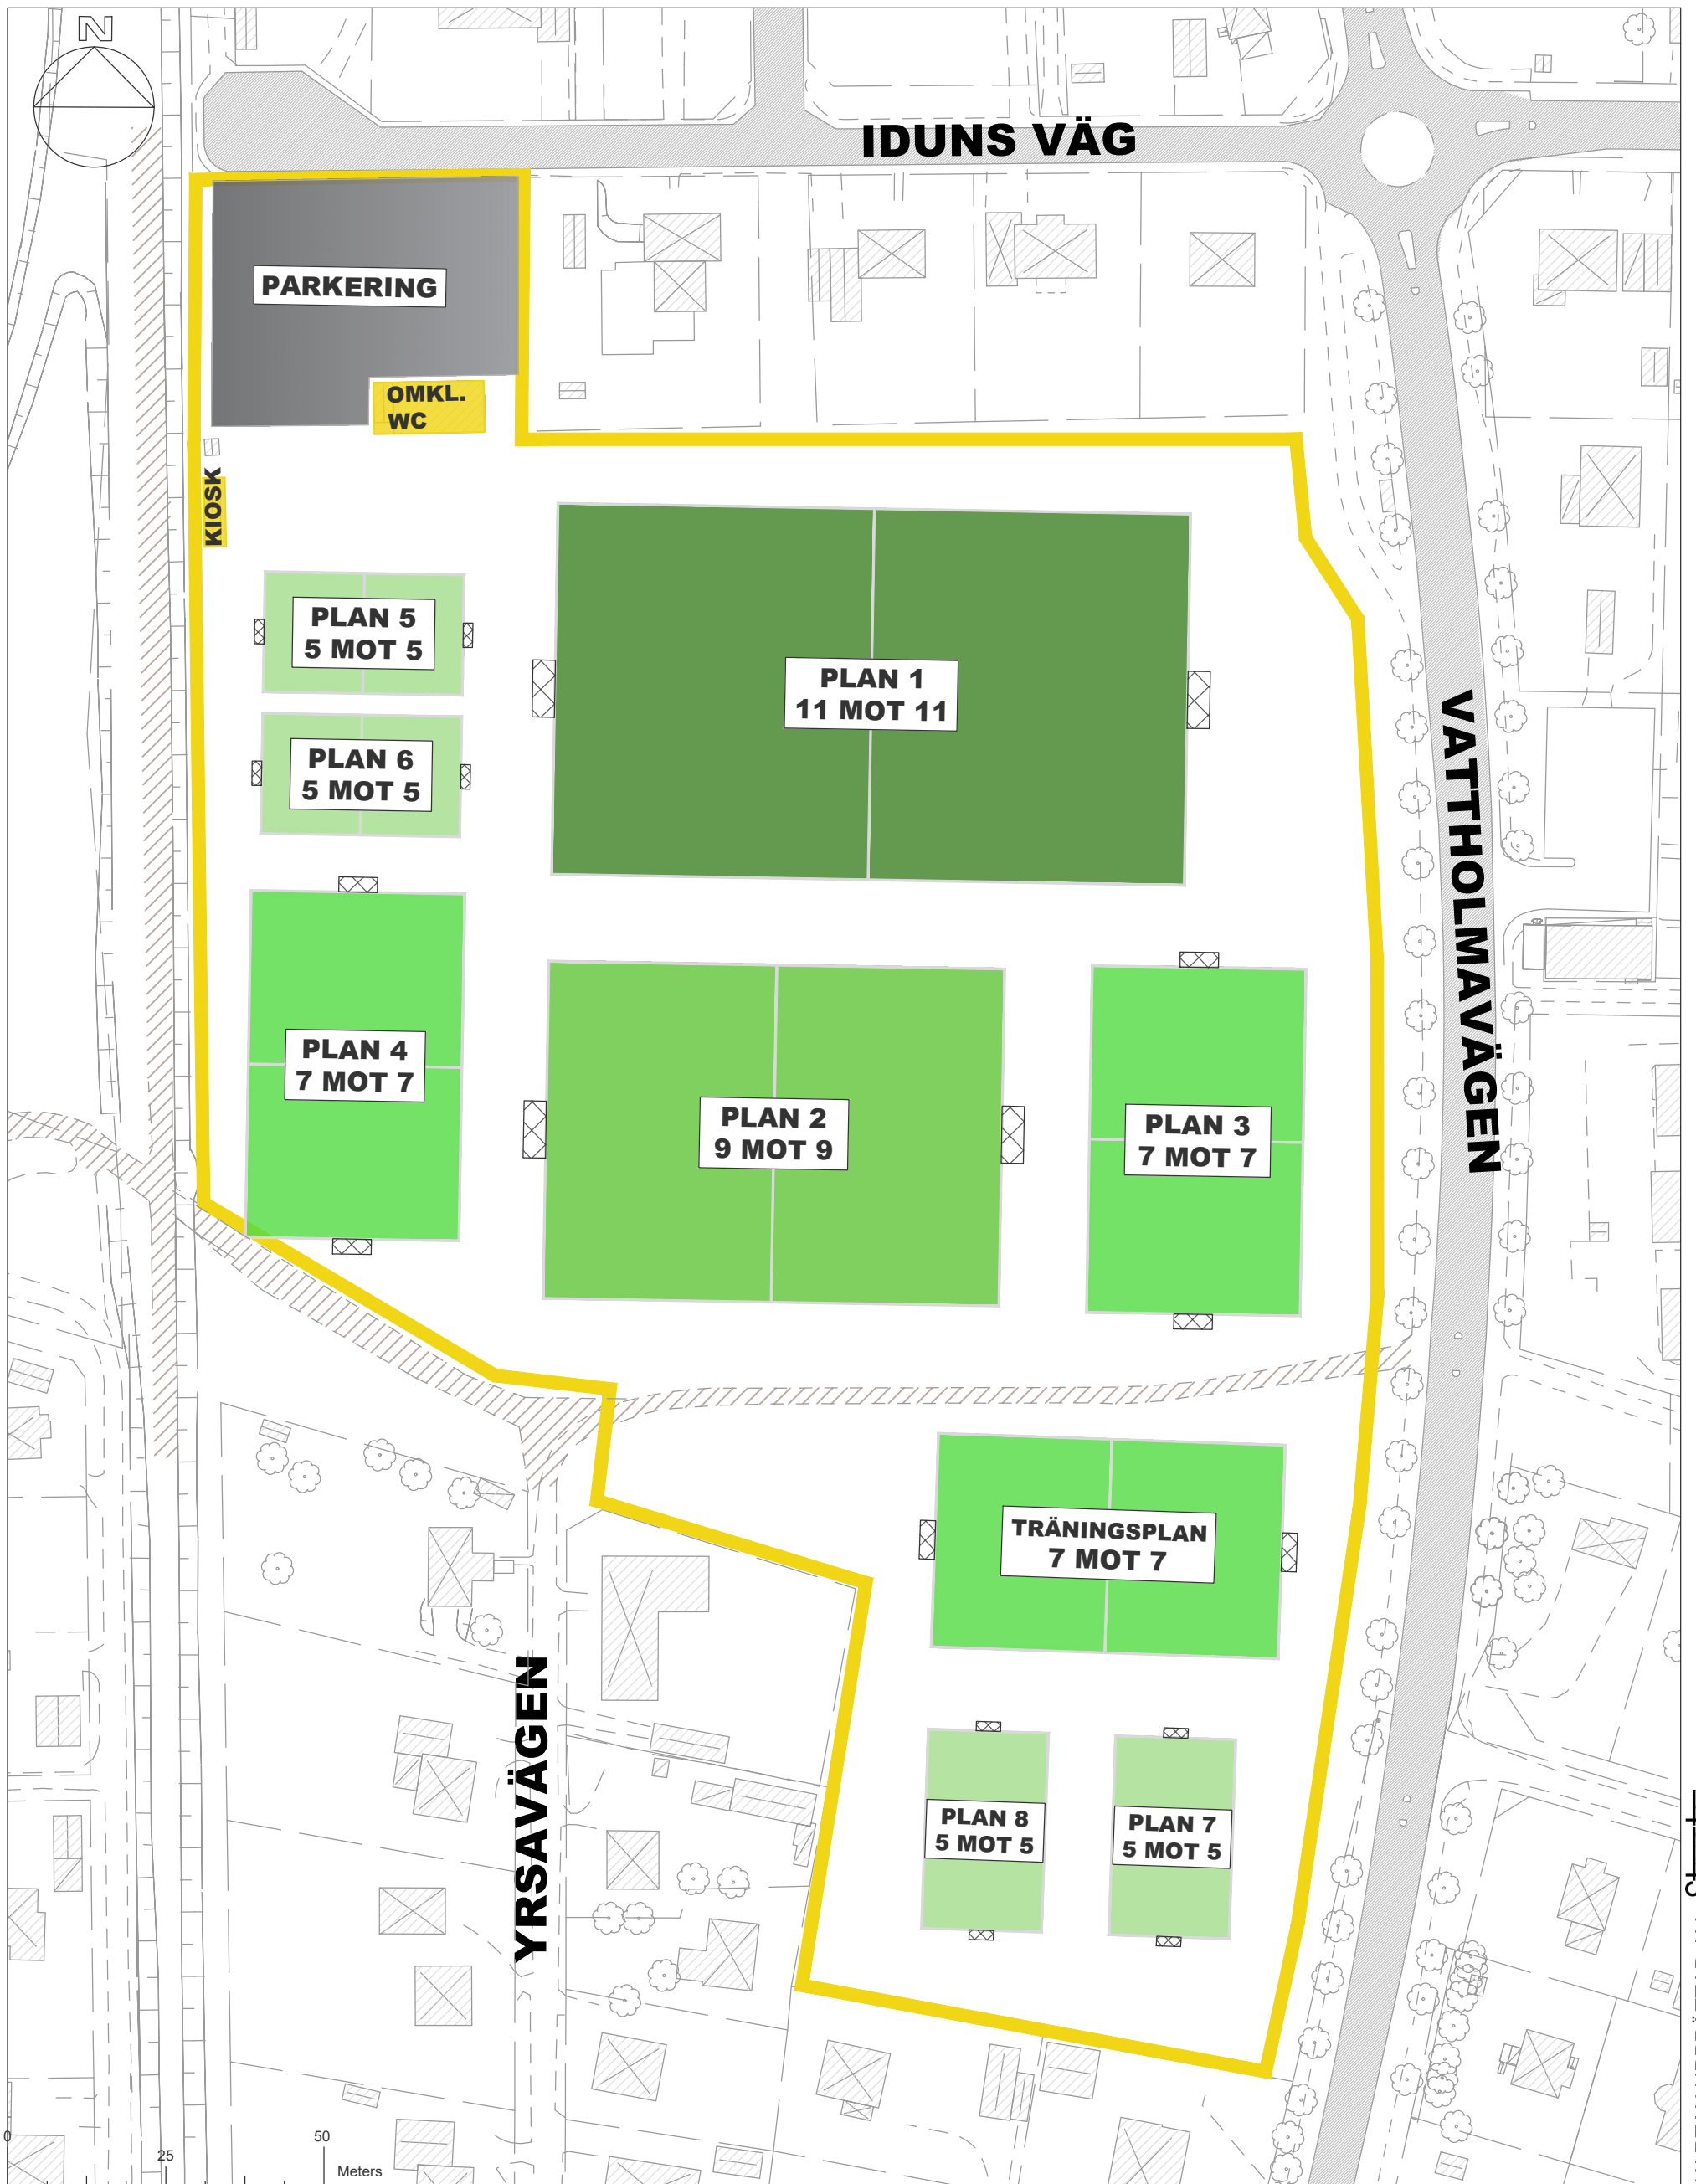 N
IDUNS VÄG
PARKERING
OMKL.
WC
KIOSK
PLAN 5
5 MOT 5
PLAN 1
11 MOT 11
PLAN 6
5 MOT 5
VATTHOLMAVÄGEN
PLAN 4
7 MOT 7
PLAN 2
9 MOT 9
PLAN 3
7 MOT 7
TRÄNINGSPLAN
7 MOT 7
YRSAVÄGEN
PLAN 8
5 MOT 5
PLAN 7
5 MOT 5
0
25
50
Meters